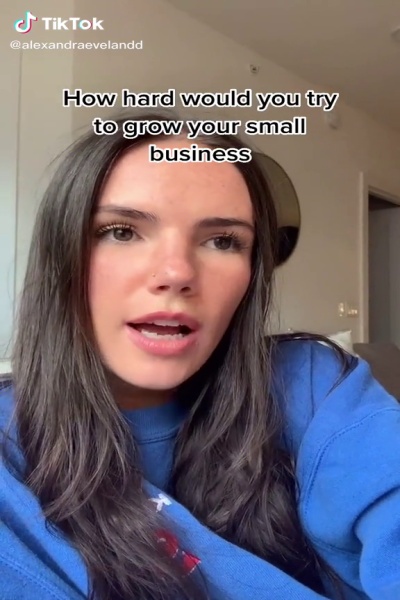 TikTok
@alexandraevelandd
How hard would you try
to grow your small
business